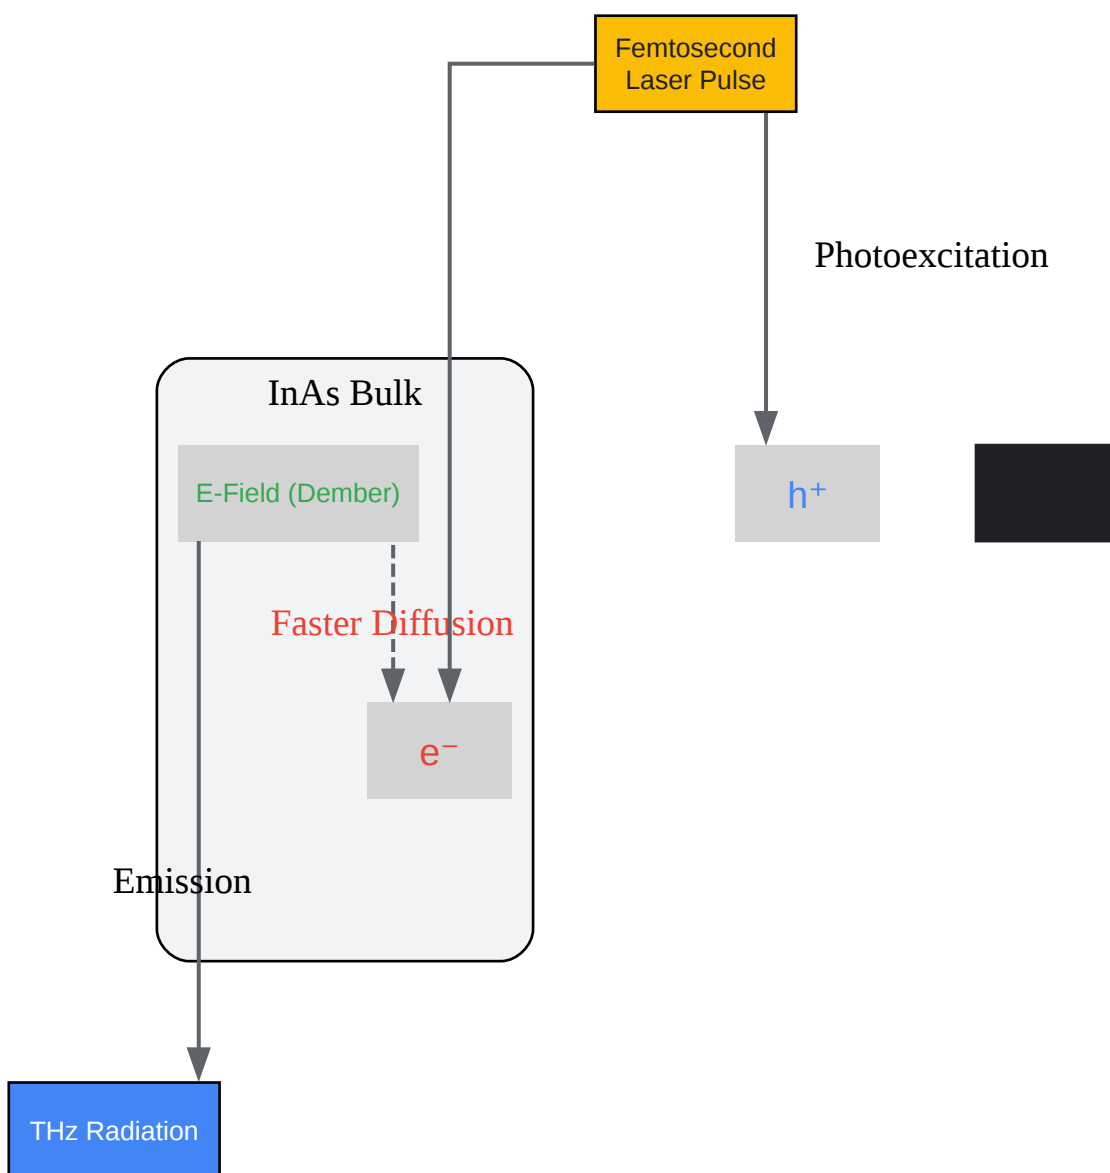 Femtosecond
Laser Pulse
Photoexcitation
InAs Bulk
E-Field (Dember)
h⁺
Faster Diffusion
e⁻
Emission
THz Radiation